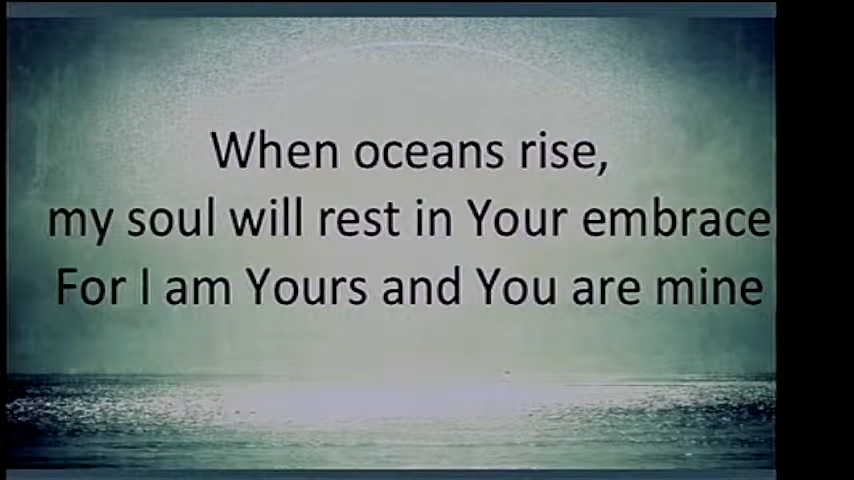 When oceans rise,
my soul will rest in Your embrace
For I am Yours and You are mine